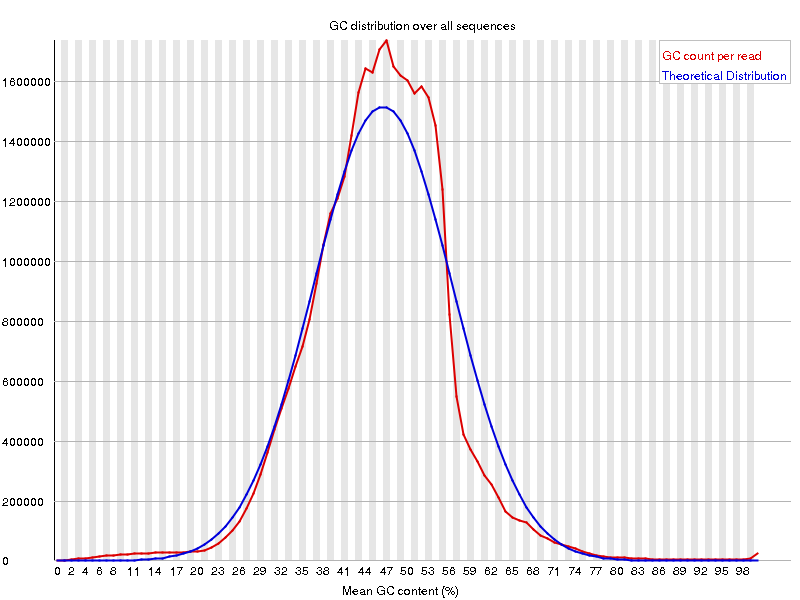 GC distribution over all sequences
GC count per read
Theoretical Distribution
1600000
1400000
1200000
1000000
800000
600000
400000
200000
0
0 2 4 6 8 11 14 17 20 23 26 29 32 35 38 41 44 47 50 53 56 59 62 65 68 71 74 77 80 83 86 89 92 95 98
Mean GC content (%)